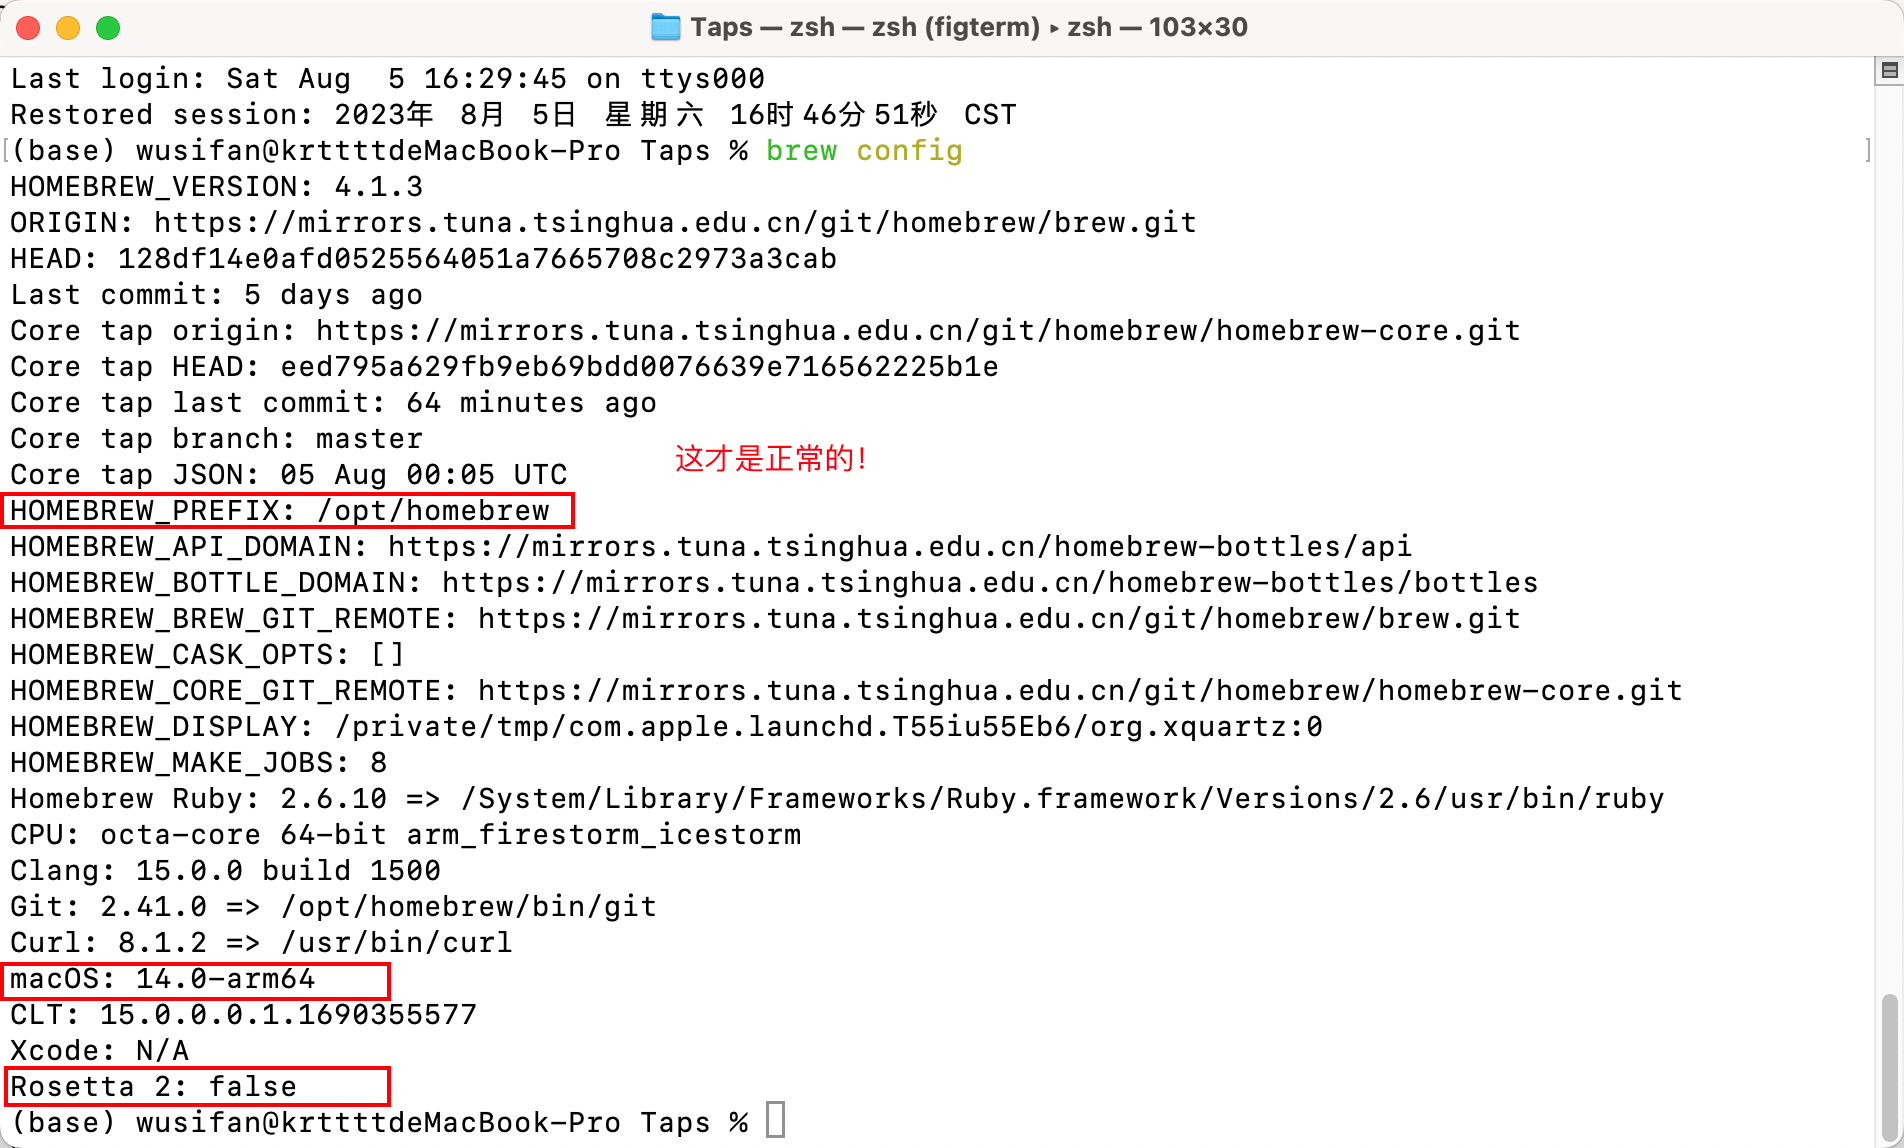 Taps — zsh — zsh (figterm) ▸ zsh — 103×30
Last login: Sat Aug  5 16:29:45 on ttys000
Restored session: 2023年 8月 5日 星期六 16时46分51秒 CST
(base) wusifan@krttttdeMacBook-Pro Taps % brew config
HOMEBREW_VERSION: 4.1.3
ORIGIN: https://mirrors.tuna.tsinghua.edu.cn/git/homebrew/brew.git
HEAD: 128df14e0afd0525564051a7665708c2973a3cab
Last commit: 5 days ago
Core tap origin: https://mirrors.tuna.tsinghua.edu.cn/git/homebrew/homebrew-core.git
Core tap HEAD: eed795a629fb9eb69bdd0076639e716562225b1e
Core tap last commit: 64 minutes ago
Core tap branch: master
这才是正常的！
Core tap JSON: 05 Aug 00:05 UTC
HOMEBREW_PREFIX: /opt/homebrew
HOMEBREW_API_DOMAIN: https://mirrors.tuna.tsinghua.edu.cn/homebrew-bottles/api
HOMEBREW_BOTTLE_DOMAIN: https://mirrors.tuna.tsinghua.edu.cn/homebrew-bottles/bottles
HOMEBREW_BREW_GIT_REMOTE: https://mirrors.tuna.tsinghua.edu.cn/git/homebrew/brew.git
HOMEBREW_CASK_OPTS: []
HOMEBREW_CORE_GIT_REMOTE: https://mirrors.tuna.tsinghua.edu.cn/git/homebrew/homebrew-core.git
HOMEBREW_DISPLAY: /private/tmp/com.apple.launchd.T55iu55Eb6/org.xquartz:0
HOMEBREW_MAKE_JOBS: 8
Homebrew Ruby: 2.6.10 => /System/Library/Frameworks/Ruby.framework/Versions/2.6/usr/bin/ruby
CPU: octa-core 64-bit arm_firestorm_icestorm
Clang: 15.0.0 build 1500
Git: 2.41.0 => /opt/homebrew/bin/git
Curl: 8.1.2 => /usr/bin/curl
macOS: 14.0-arm64
CLT: 15.0.0.0.1.1690355577
Xcode: N/A
Rosetta 2: false
(base) wusifan@krttttdeMacBook-Pro Taps %